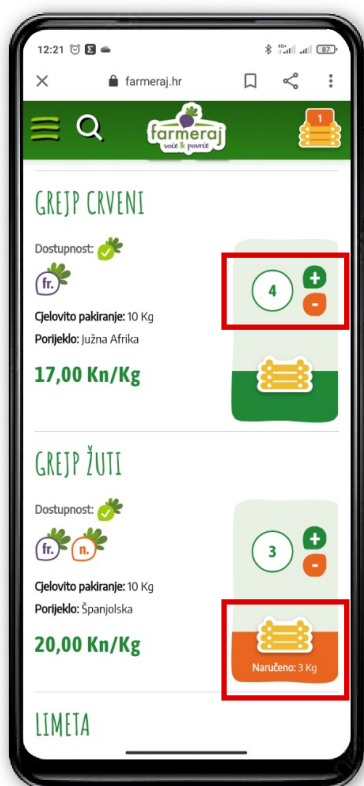 12:21
87
farmeraj.hr
farmeraj
voće & povrće
1
GREJP CRVENI
Dostupnost:
fr.
4
+
-
Cjelovito pakiranje: 10 Kg
Porijeklo: Južna Afrika
17,00 Kn/Kg
GREJP ŽUTI
Dostupnost:
fr. n.
3
+
-
Cjelovito pakiranje: 10 Kg
Porijeklo: Španjolska
20,00 Kn/Kg
Naručeno: 3 Kg
LIMETA